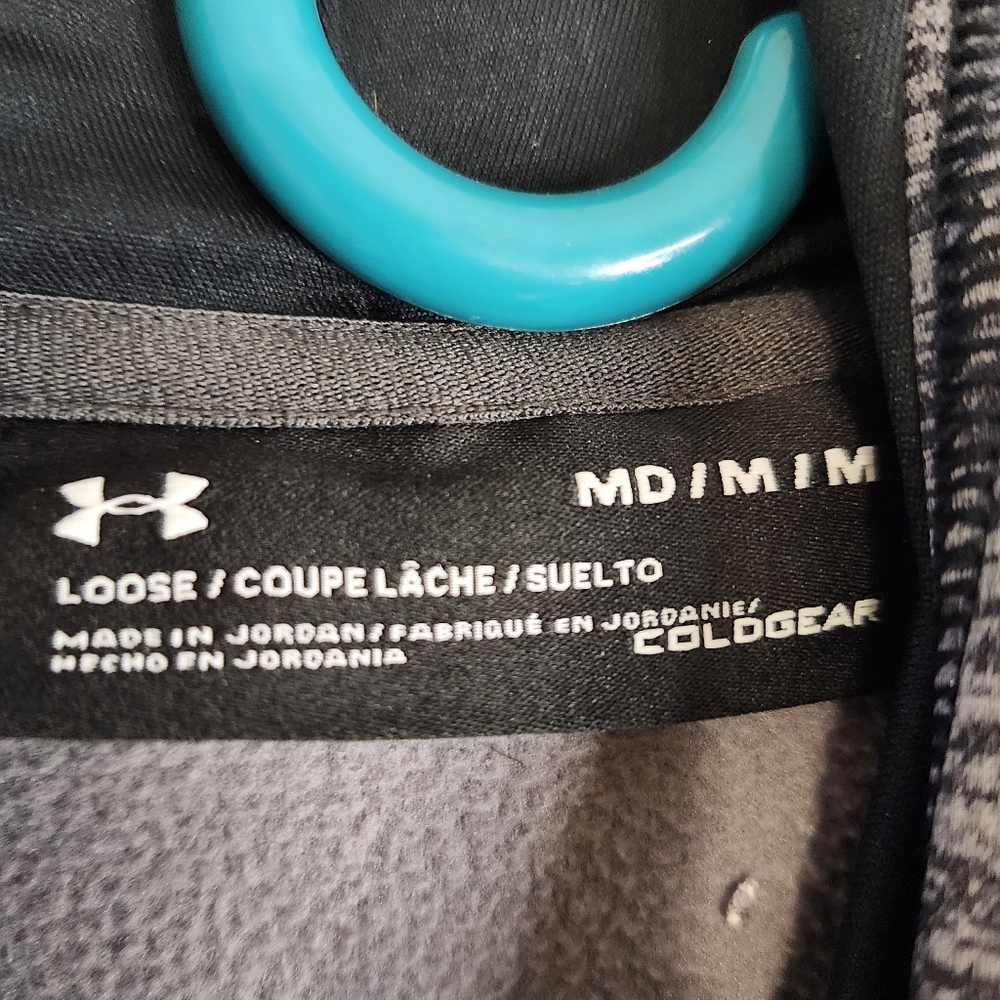 MD / M / M
LOOSE / COUPE LÂCHE / SUELTO
MADE IN JORDAN / FABRIQUÉ EN JORDANIE /
HECHO EN JORDANIA
COLDGEAR